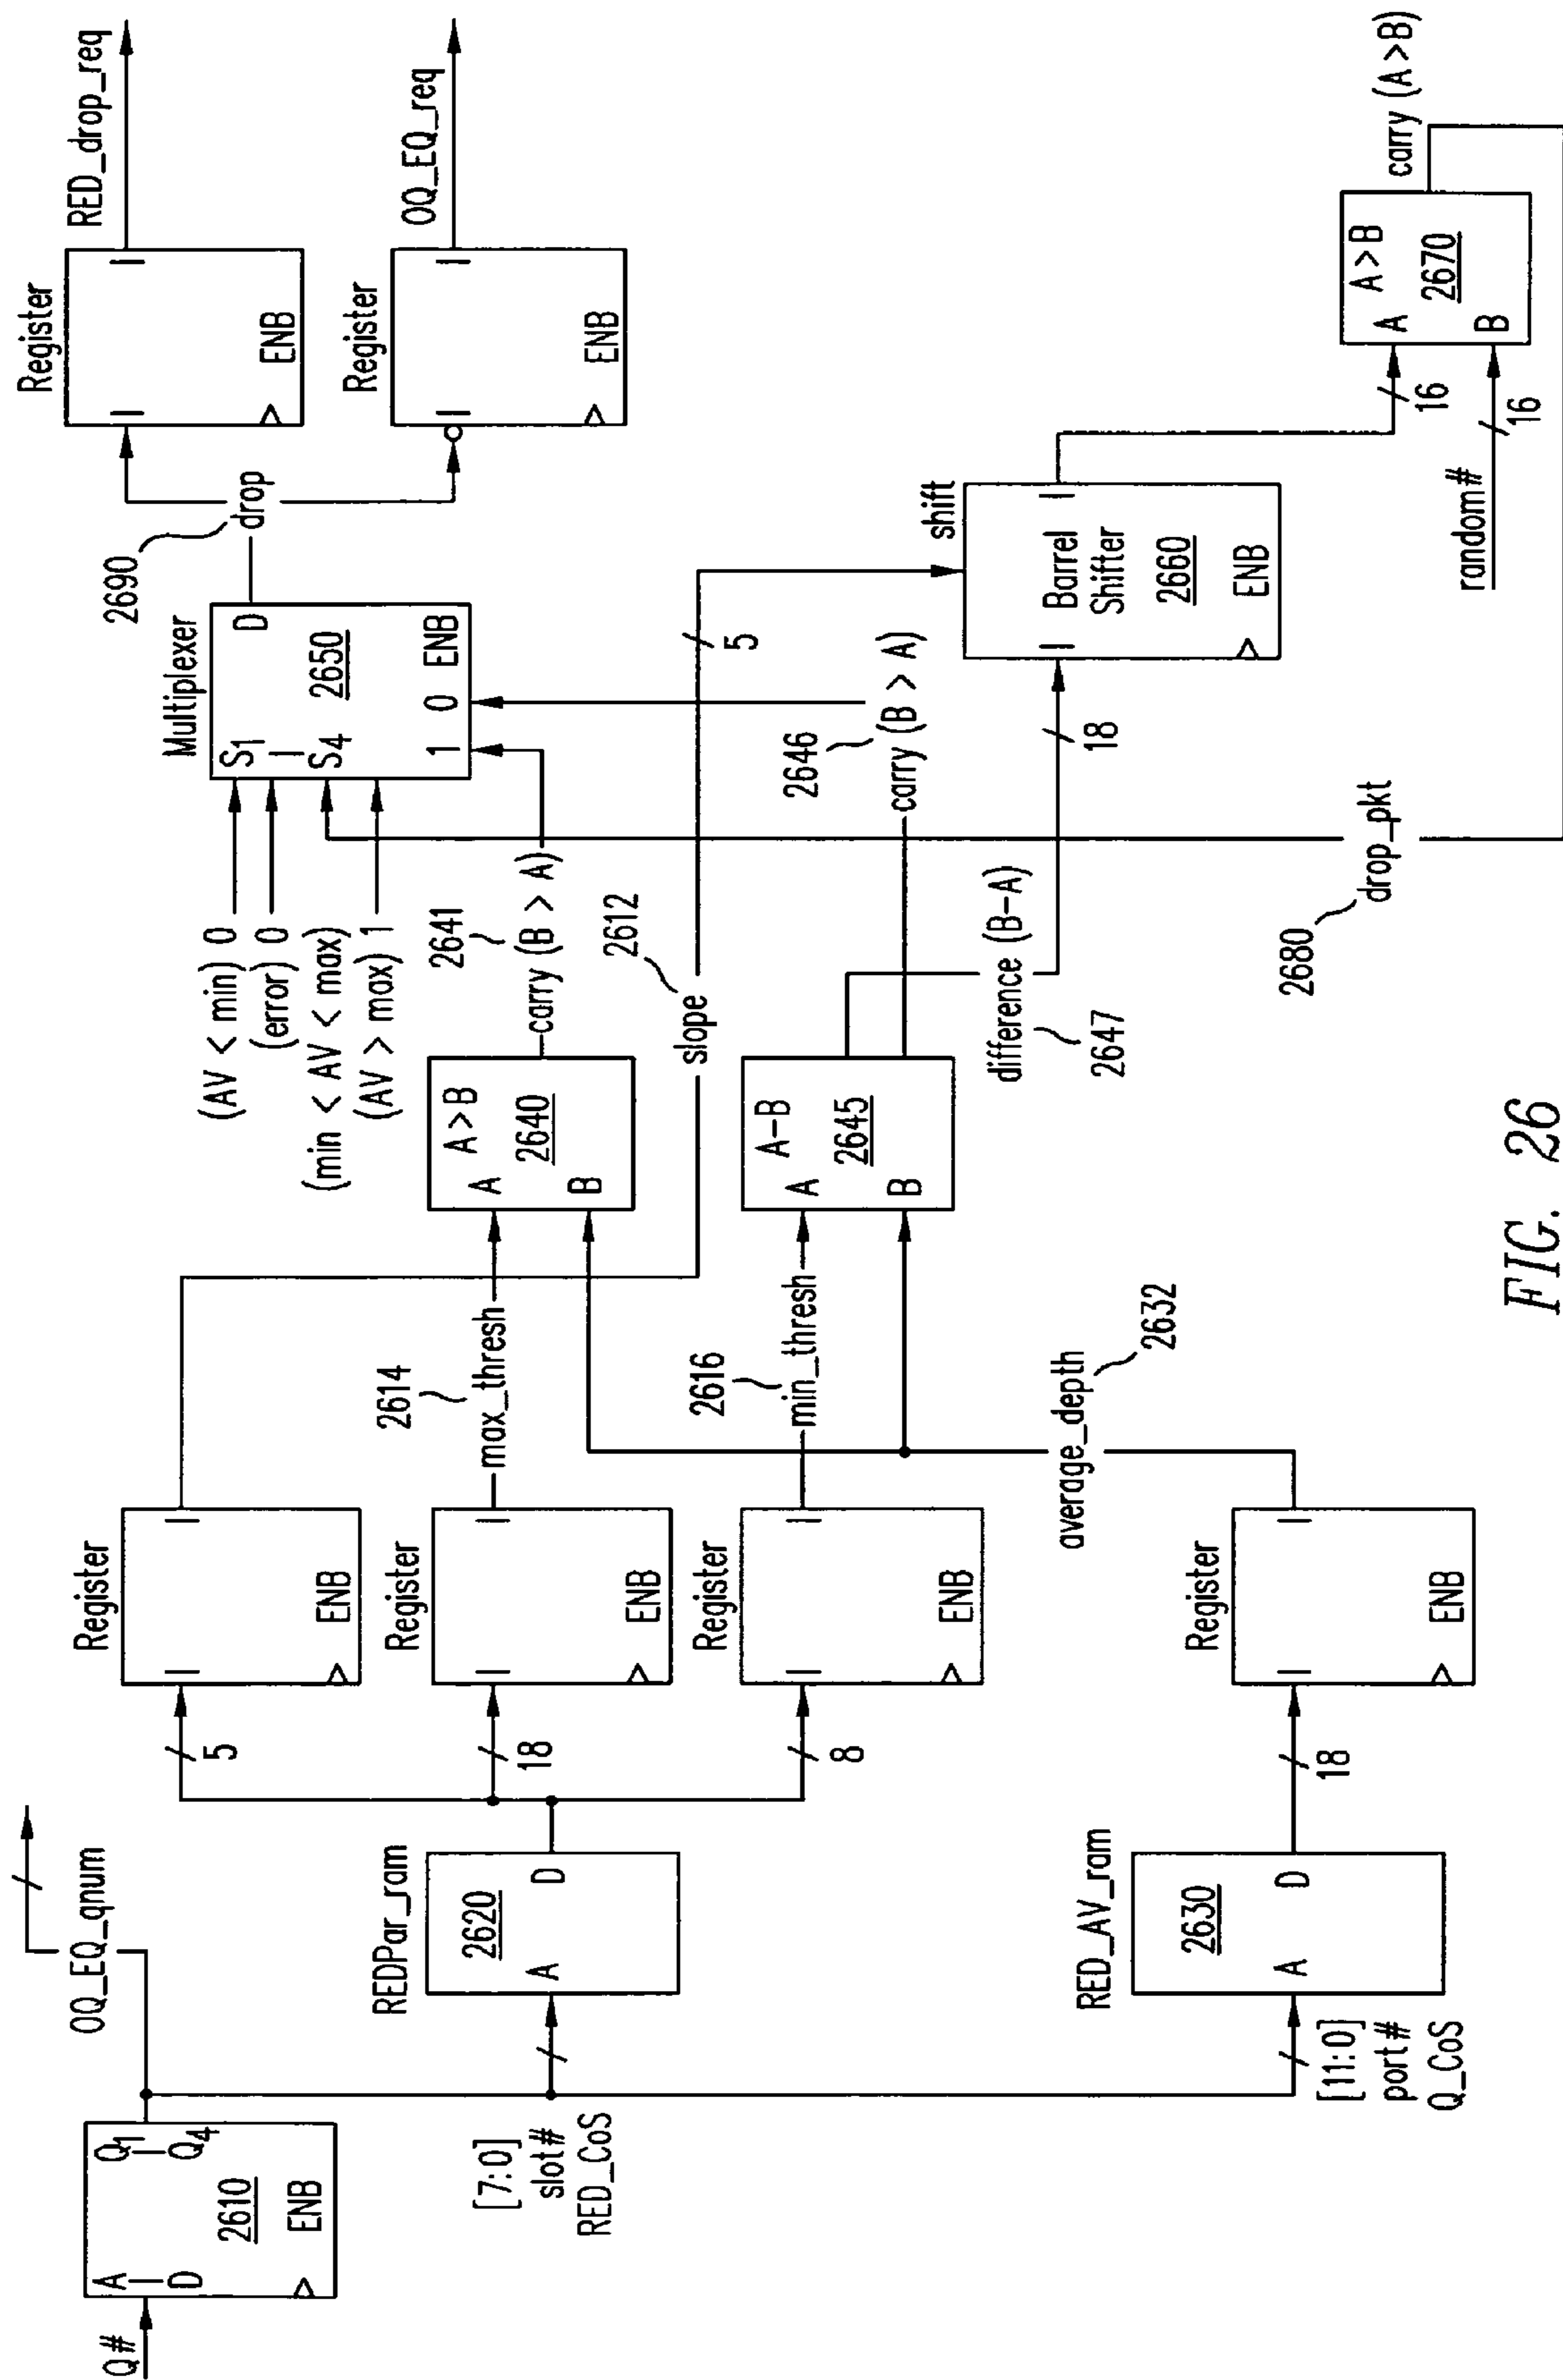 Q#
A
D
Q1
Q4
2610
ENB
OQ_EQ_qnum
[7:0]
slot#
RED_CoS
REDPar_ram
A
2620
D
[11:0]
port#
Q_CoS
RED_AV_ram
A
2630
D
5
18
8
18
Register
ENB
Register
ENB
Register
ENB
Register
ENB
2614
max_thresh
2616
min_thresh
average_depth
2632
A
A>B
B
2640
A
A-B
B
2645
2612
slope
2641
carry (B > A)
2646
carry (B > A)
difference (B-A)
2647
(AV < min) 0
(error) 0
(min < AV < max)
(AV > max) 1
Multiplexer
S1
S4
D
2650
1 0 ENB
2690
drop
5
18
shift
Barrel
Shifter
2660
ENB
2680
drop_pkt
Register
ENB
RED_drop_req
Register
ENB
OQ_EQ_req
16
random#
16
A
A>B
B
2670
carry (A>B)
FIG. 26